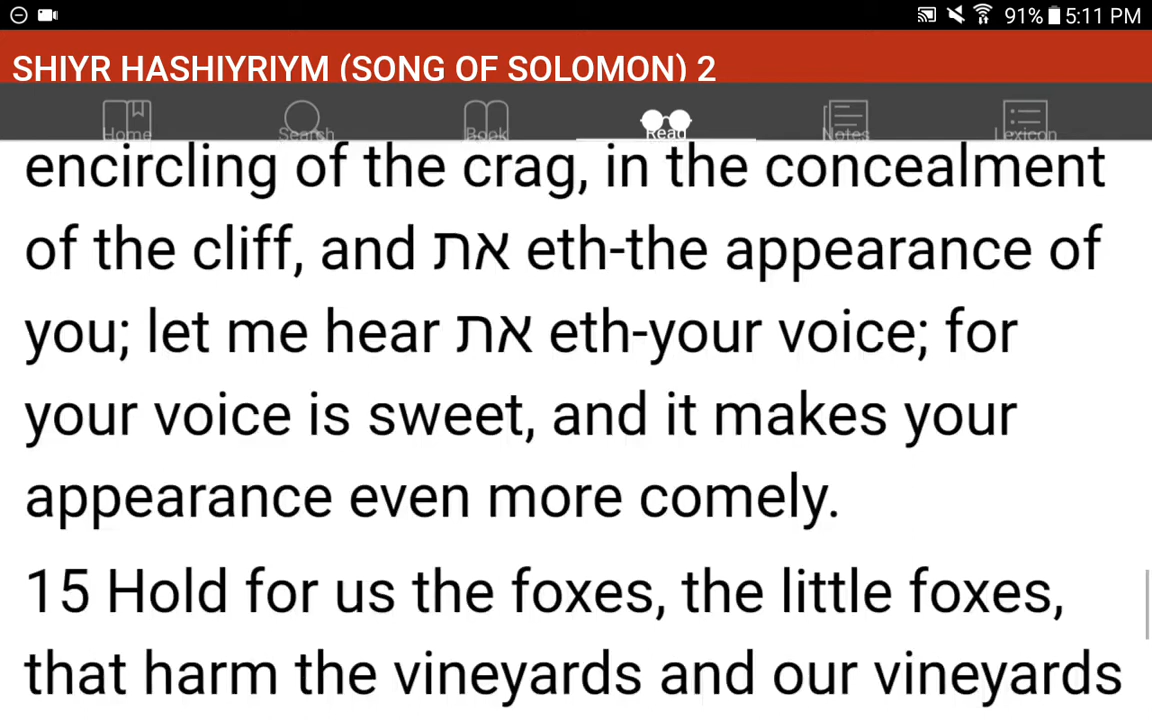 91% 5:11 PM
SHIYR HASHIYRIYM (SONG OF SOLOMON) 2
Home Search Book Read Notes Lexicon
encircling of the crag, in the concealment
of the cliff, and את eth-the appearance of
you; let me hear את eth-your voice; for
your voice is sweet, and it makes your
appearance even more comely.
15 Hold for us the foxes, the little foxes,
that harm the vineyards and our vineyards